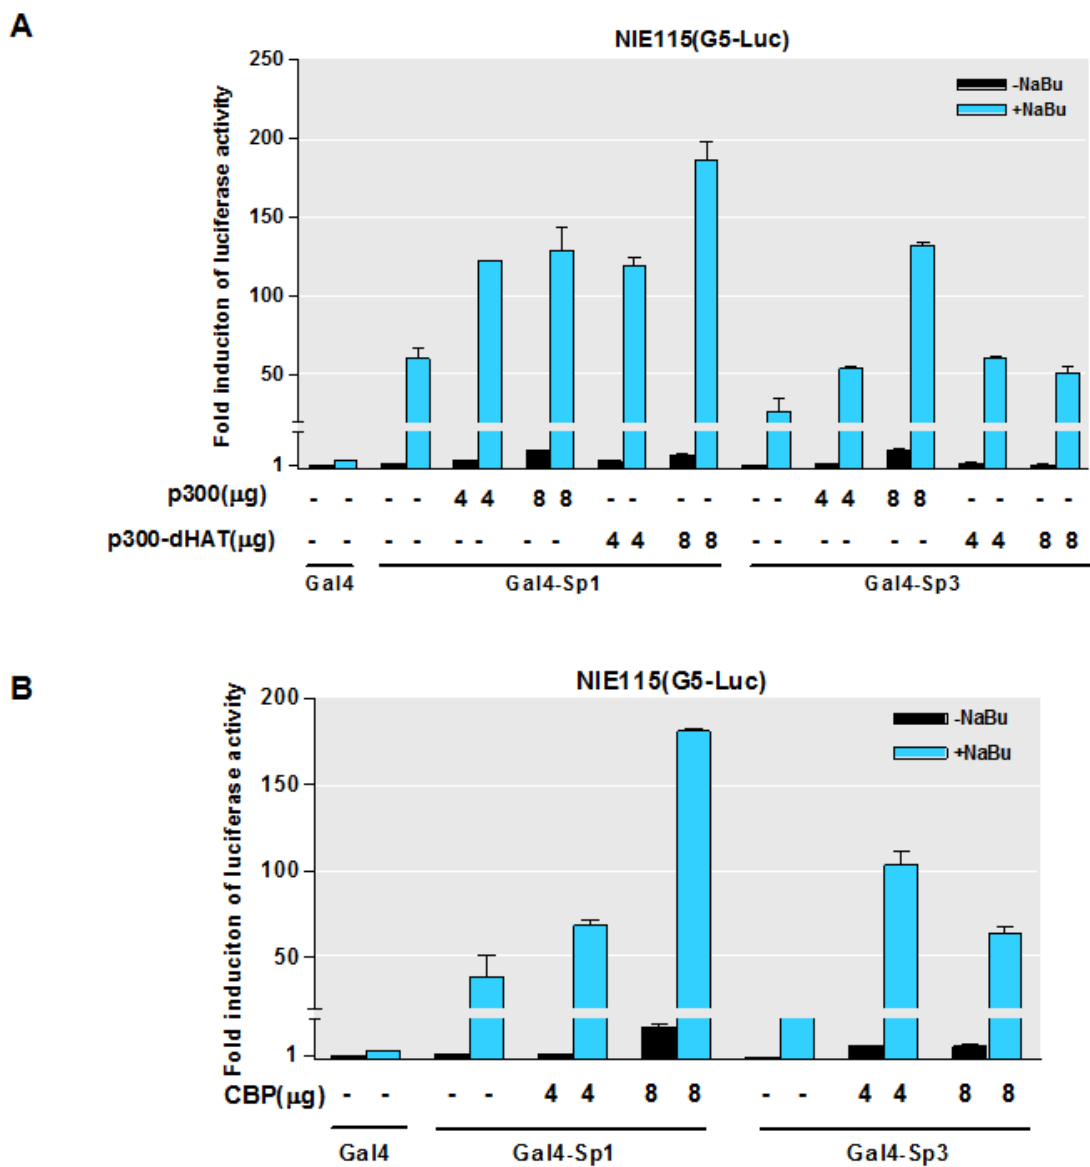 A
NIE115(G5-Luc)
250
200
150
100
50
1
Fold induciton of luciferase activity
-NaBu
+NaBu
p300(μg) - - - - 4 4 8 8 - - - - - - 4 4 8 8 - - - -
p300-dHAT(μg) - - - - - - - - 4 4 8 8 - - - - - - 4 4 8 8
Gal4 Gal4-Sp1 Gal4-Sp3
B
NIE115(G5-Luc)
200
150
100
50
1
Fold induciton of luciferase activity
-NaBu
+NaBu
CBP(μg) - - - - 4 4 8 8 - - 4 4 8 8
Gal4 Gal4-Sp1 Gal4-Sp3